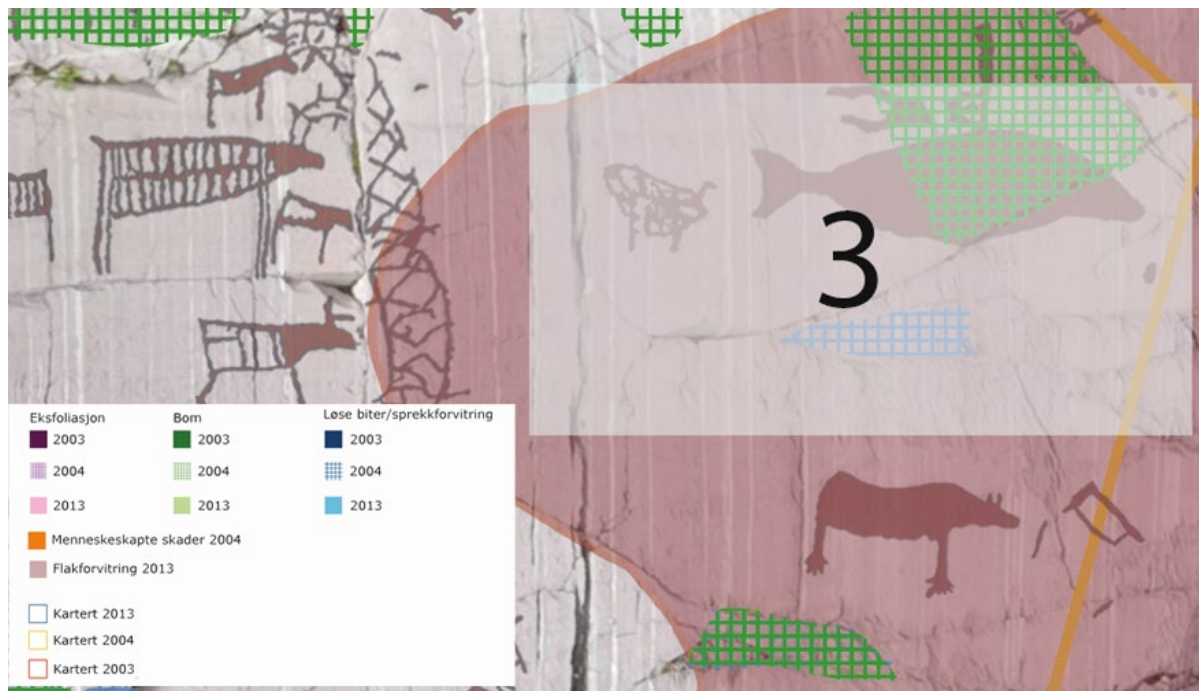 3
Eksfoliasjon
2003
2004
2013
Bom
2003
2004
2013
Løse biter/sprekkforvitring
2003
2004
2013
Menneskeskapte skader 2004
Flakforvitring 2013
Kartert 2013
Kartert 2004
Kartert 2003